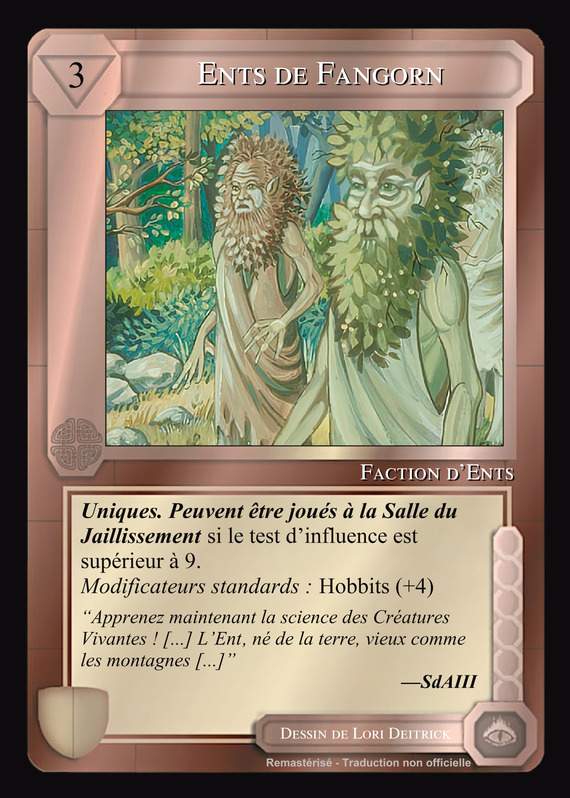 3
Ents de Fangorn
Faction d'Ents
Uniques. Peuvent être joués à la Salle du
Jaillissement si le test d'influence est
supérieur à 9.
Modificateurs standards : Hobbits (+4)
“Apprenez maintenant la science des Créatures
Vivantes ! [...] L'Ent, né de la terre, vieux comme
les montagnes [...]”
—SdAIII
Dessin de Lori Deitrick
Remastérisé - Traduction non officielle